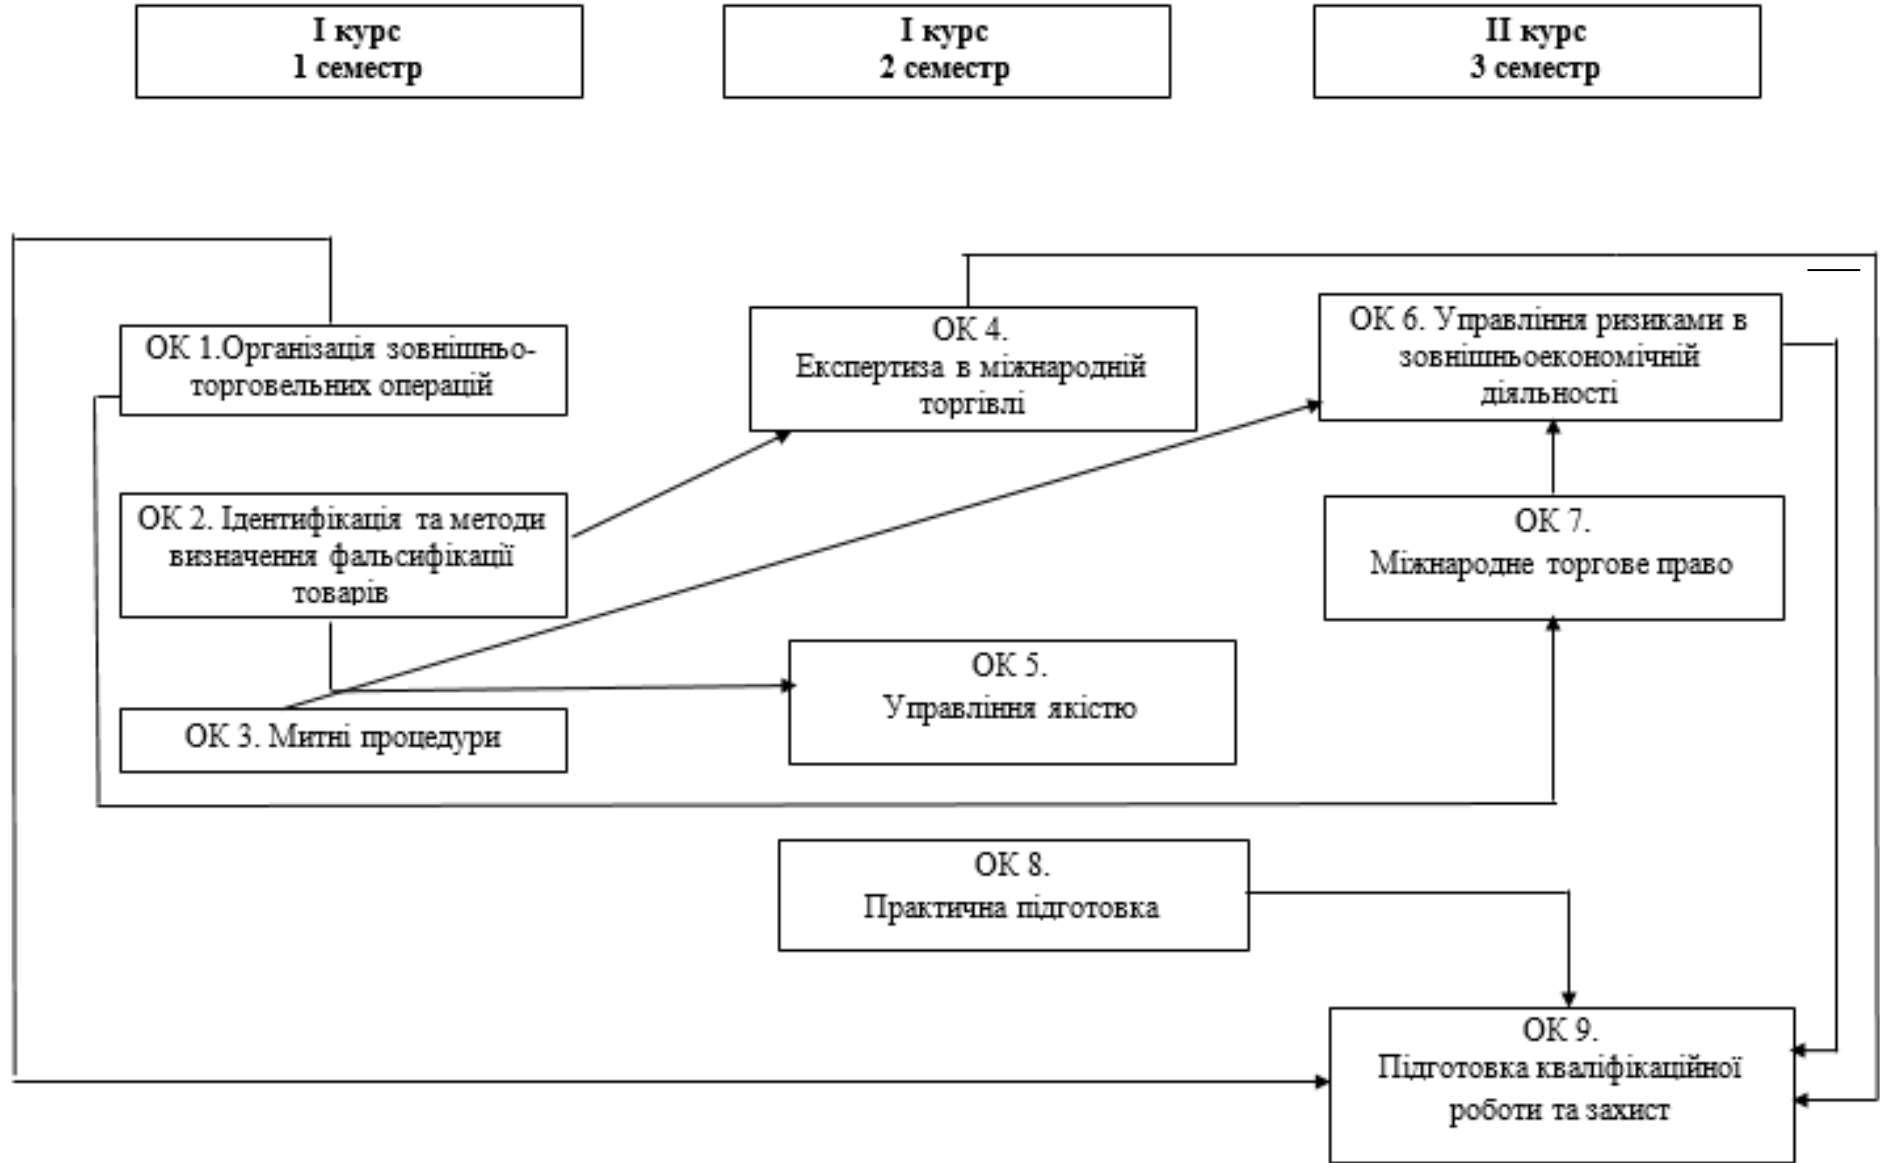 I курс
1 семестр
I курс
2 семестр
II курс
3 семестр
ОК 1.Організація зовнішньо-
торговельних операцій
ОК 2. Ідентифікація та методи
визначення фальсифікації
товарів
ОК 3. Митні процедури
ОК 4.
Експертиза в міжнародній
торгівлі
ОК 5.
Управління якістю
ОК 8.
Практична підготовка
ОК 6. Управління ризиками в
зовнішньоекономічній
діяльності
ОК 7.
Міжнародне торгове право
ОК 9.
Підготовка кваліфікаційної
роботи та захист